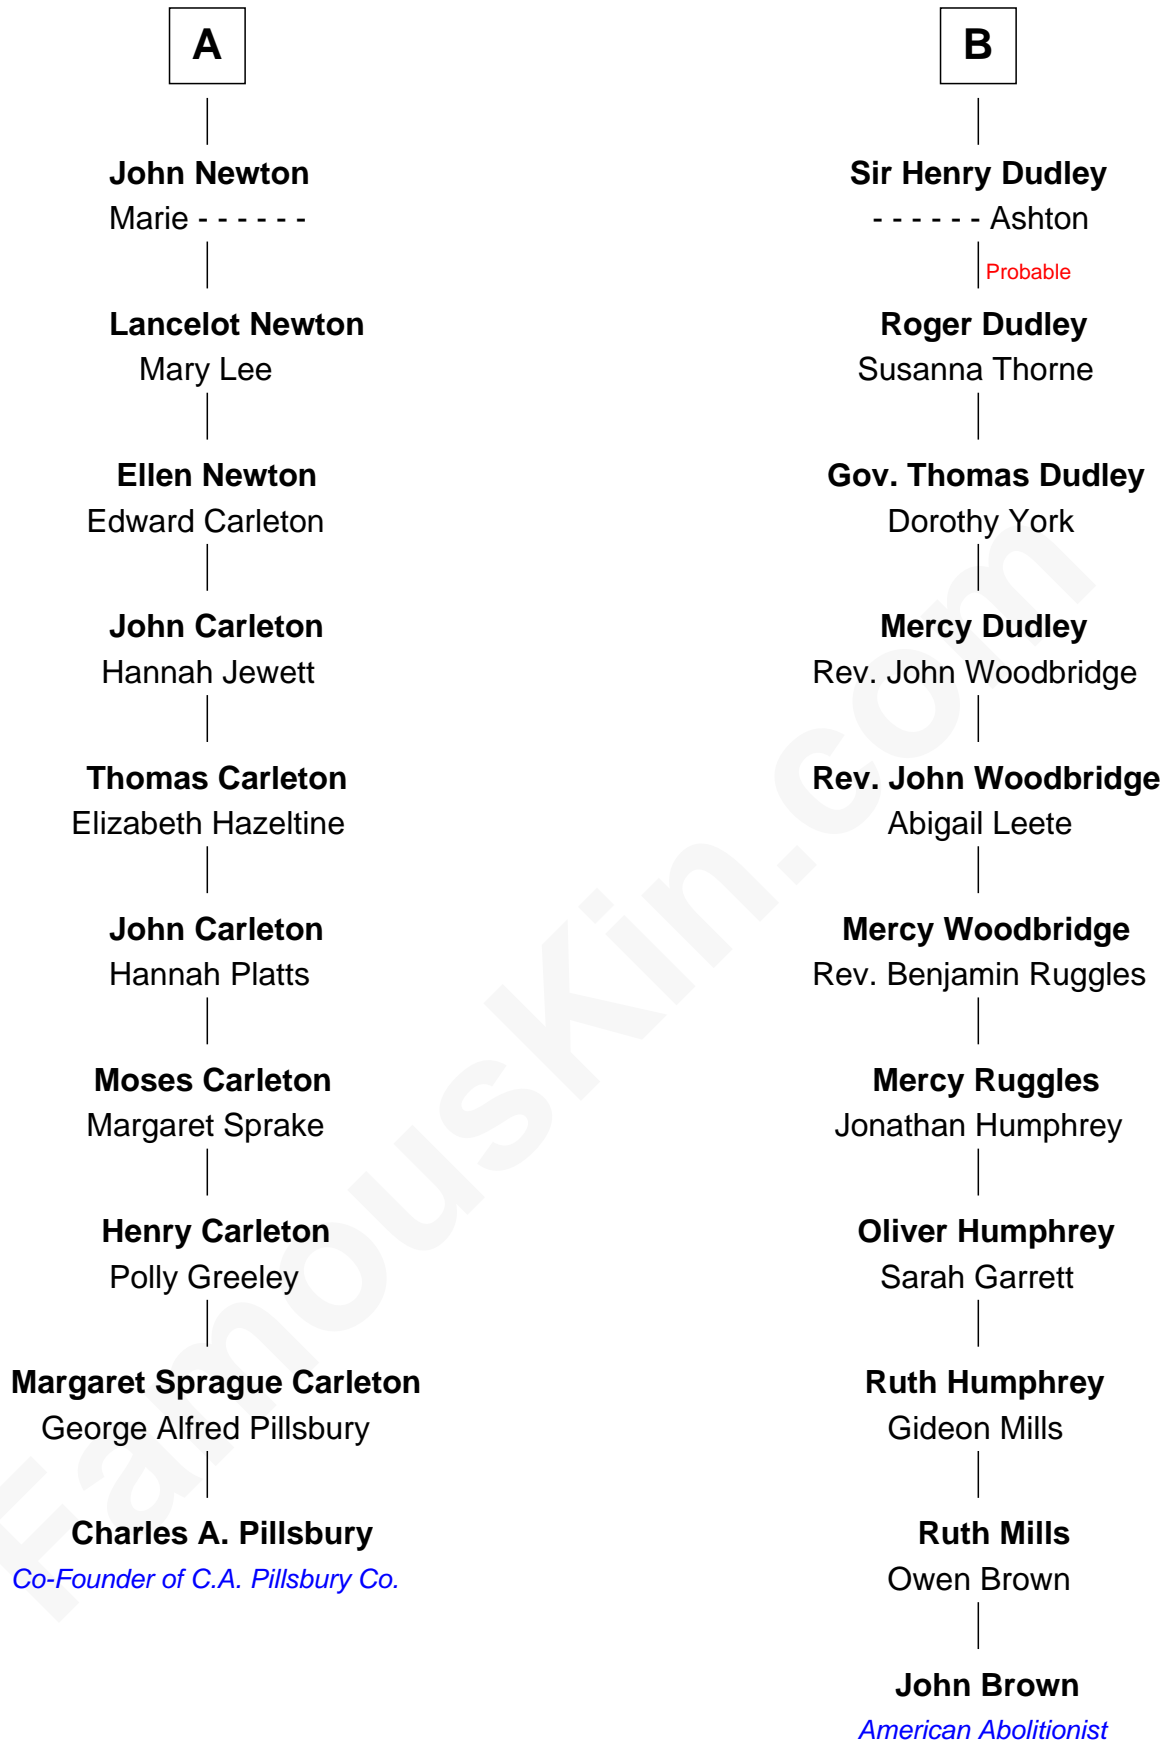 A
John Newton
Marie - - - - - -
Lancelot Newton
Mary Lee
Ellen Newton
Edward Carleton
John Carleton
Hannah Jewett
Thomas Carleton
Elizabeth Hazeltine
John Carleton
Hannah Platts
Moses Carleton
Margaret Sprake
Henry Carleton
Polly Greeley
Margaret Sprague Carleton
George Alfred Pillsbury
Charles A. Pillsbury
Co-Founder of C.A. Pillsbury Co.
B
Sir Henry Dudley
- - - - - - Ashton
Probable
Roger Dudley
Susanna Thorne
Gov. Thomas Dudley
Dorothy York
Mercy Dudley
Rev. John Woodbridge
Rev. John Woodbridge
Abigail Leete
Mercy Woodbridge
Rev. Benjamin Ruggles
Mercy Ruggles
Jonathan Humphrey
Oliver Humphrey
Sarah Garrett
Ruth Humphrey
Gideon Mills
Ruth Mills
Owen Brown
John Brown
American Abolitionist
FamousKin.com